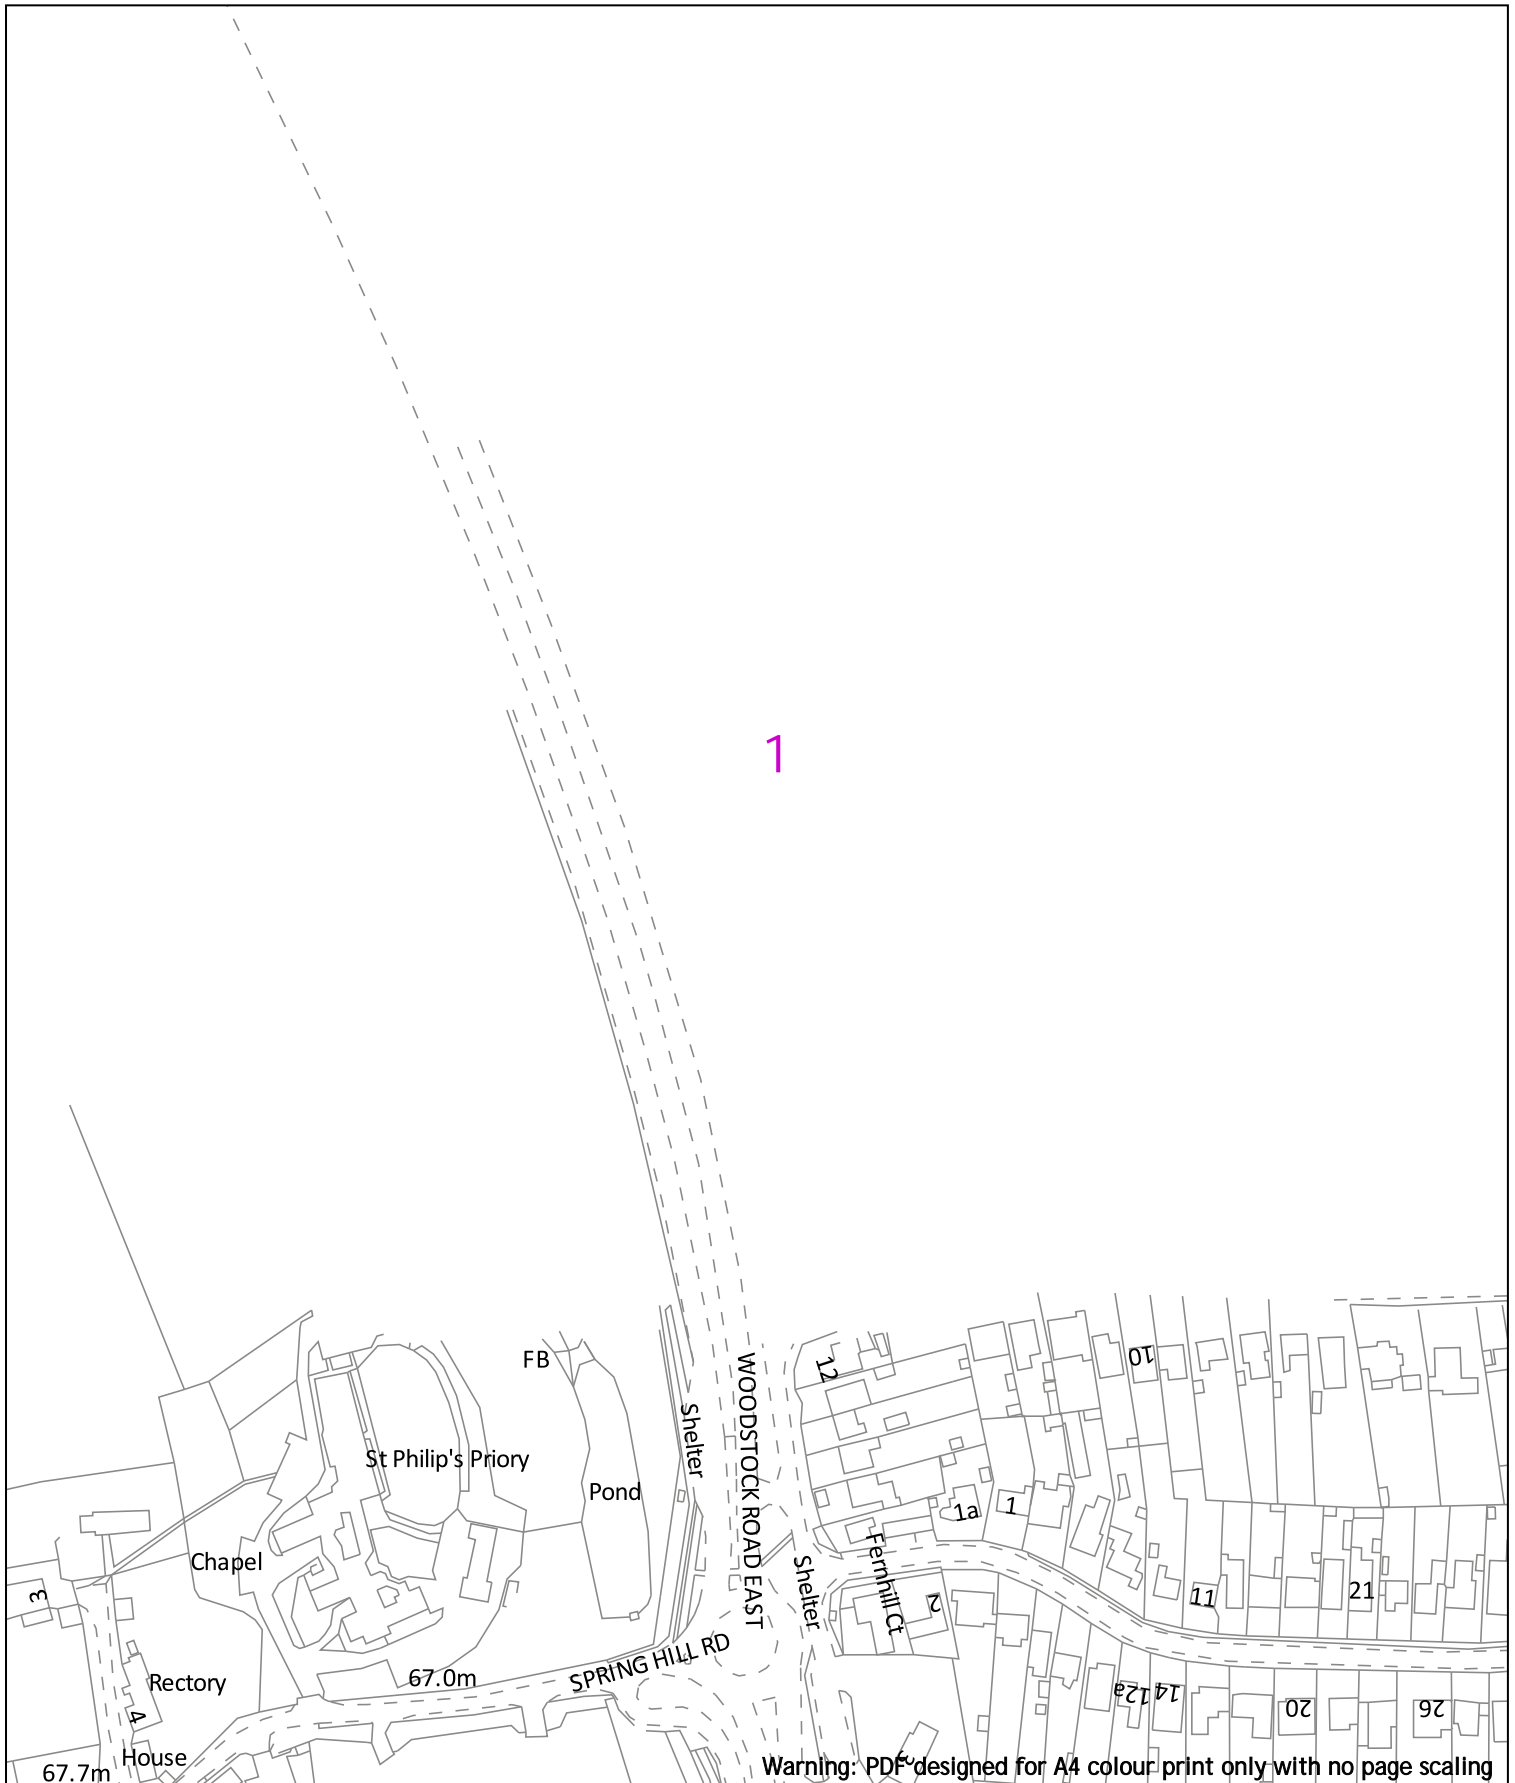 1
WOODSTOCK ROAD EAST
FB
12
10
Shelter
St Philip's Priory
Pond
1a
1
Chapel
Fernhill Ct
Shelter
3
2
11
21
SPRING HILL RD
67.0m
Rectory
4
12a
14
20
26
House
67.7m
3
Warning: PDF designed for A4 colour print only with no page scaling